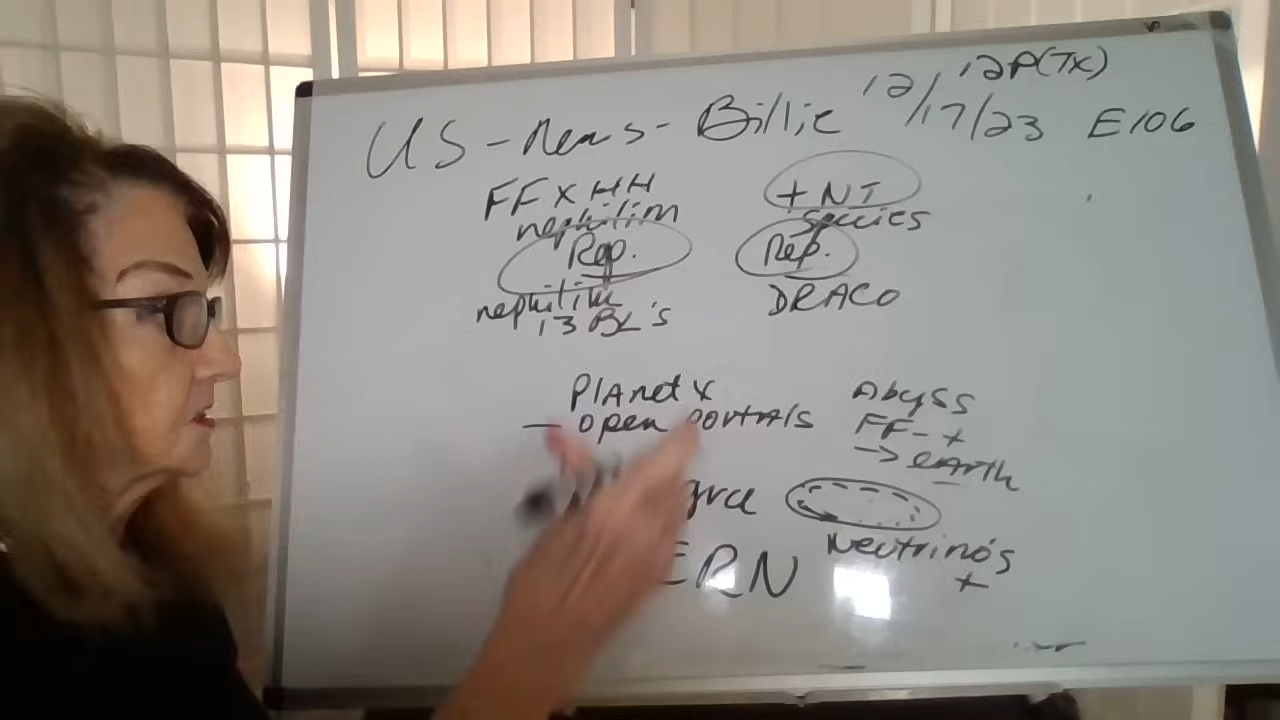 12P(TX)
US-News-Billie 12/17/23 E106
FF X HH
nephilim
Rep.
nephilim
13 BL's
+NT
species
Rep.
DRACO
Planet X
- open portals
Abyss
FF-+
→ earth
ERN
Neutrino's
+